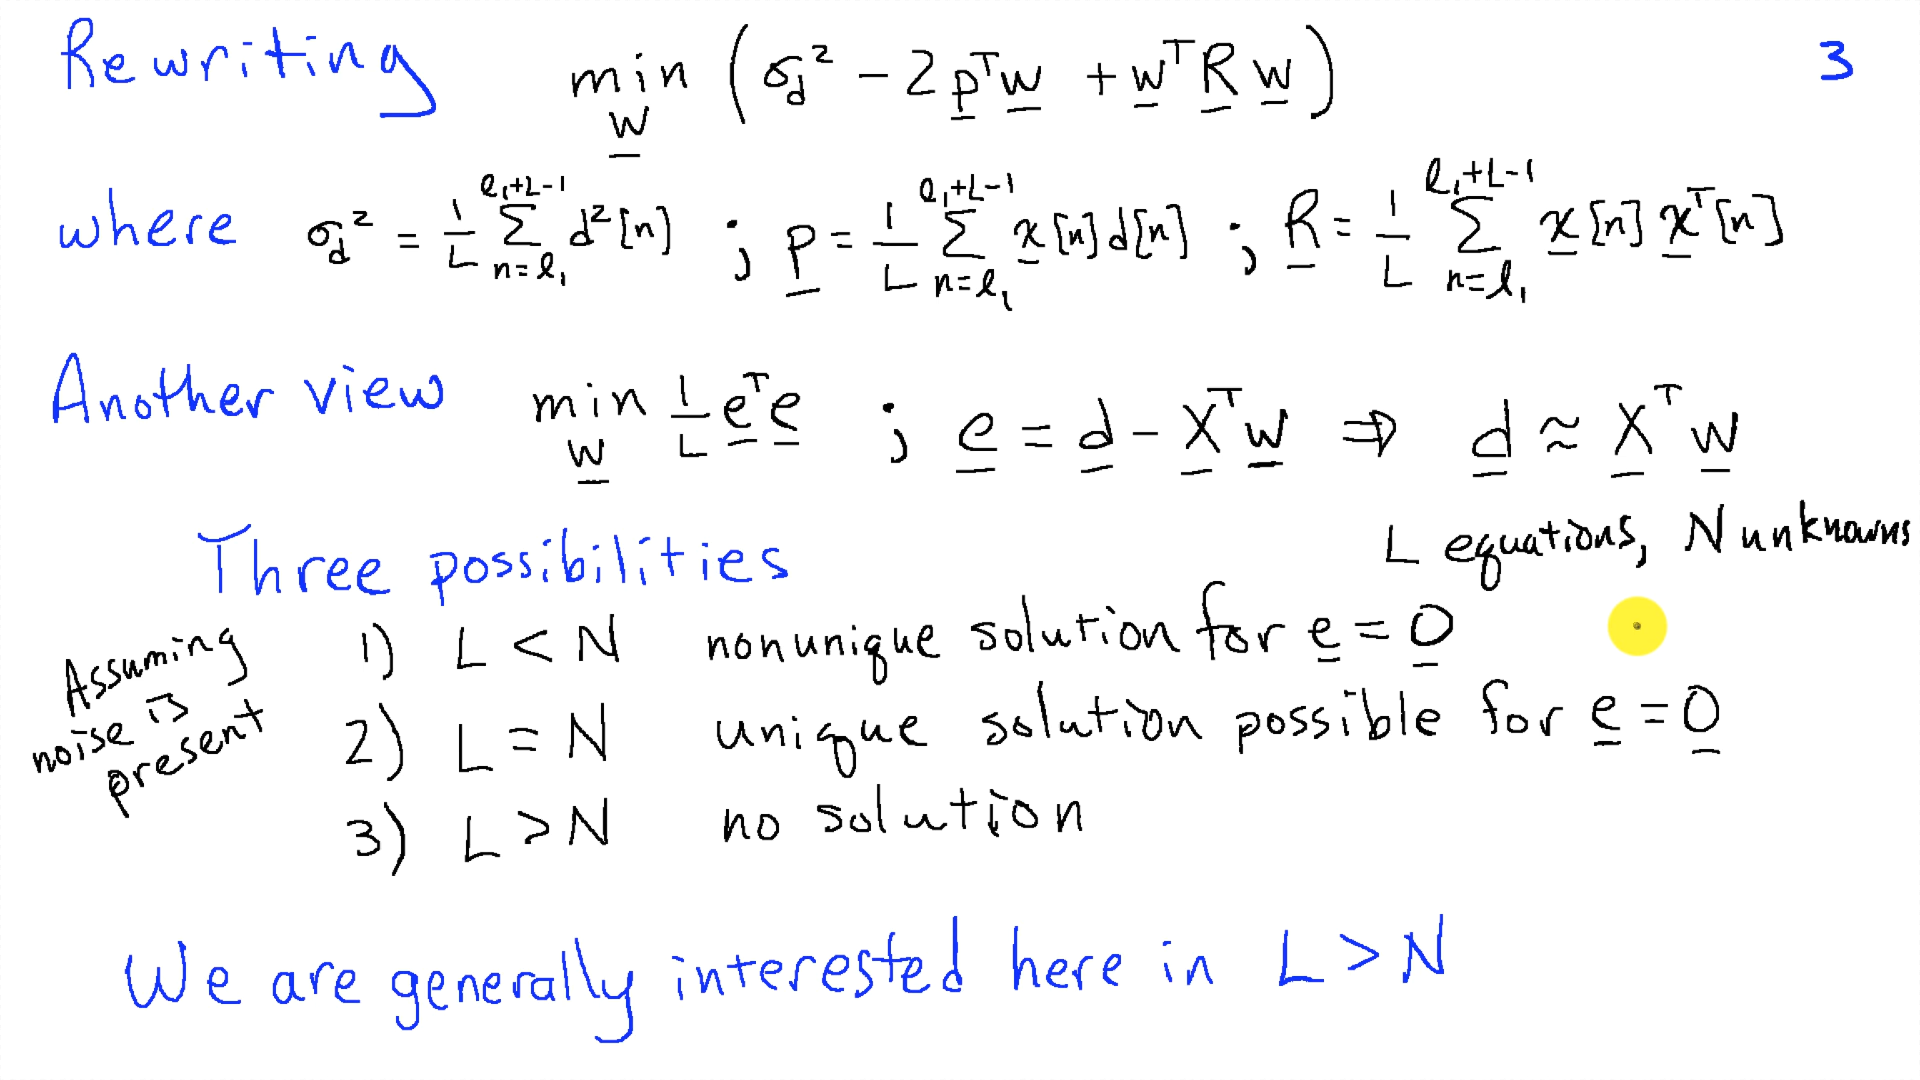 Rewriting min_w (σ_d² - 2 p^T w + w^T R w) 3
where σ_d² = 1/L Σ_{n=ℓ₁}^{ℓ₁+L-1} d²[n] ; p = 1/L Σ_{n=ℓ₁}^{ℓ₁+L-1} x[n] d[n] ; R = 1/L Σ_{n=ℓ₁}^{ℓ₁+L-1} x[n] x^T[n]
Another view min_w 1/L e^T e ; e = d - X^T w ⇒ d ≈ X^T w
L equations, N unknowns
Three possibilities
Assuming
noise is
present
1) L < N nonunique solution for e = 0
2) L = N unique solution possible for e = 0
3) L > N no solution
We are generally interested here in L > N